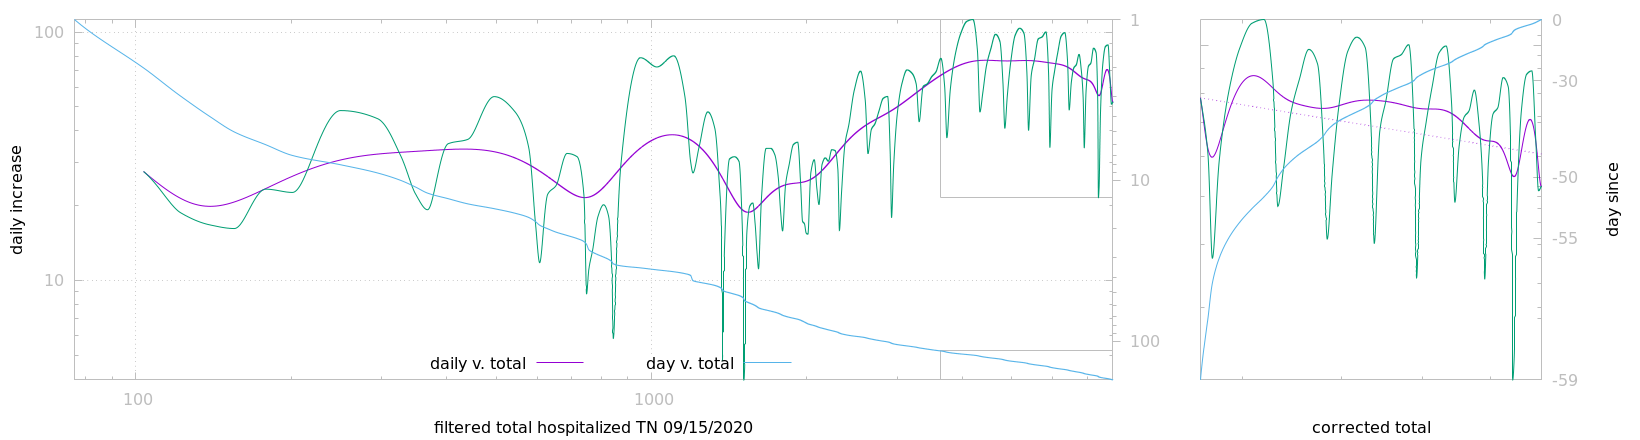 100
10
daily increase
daily v. total
day v. total
100
1000
filtered total hospitalized TN 09/15/2020
1
10
100
0
-30
-50
-55
-59
day since
corrected total